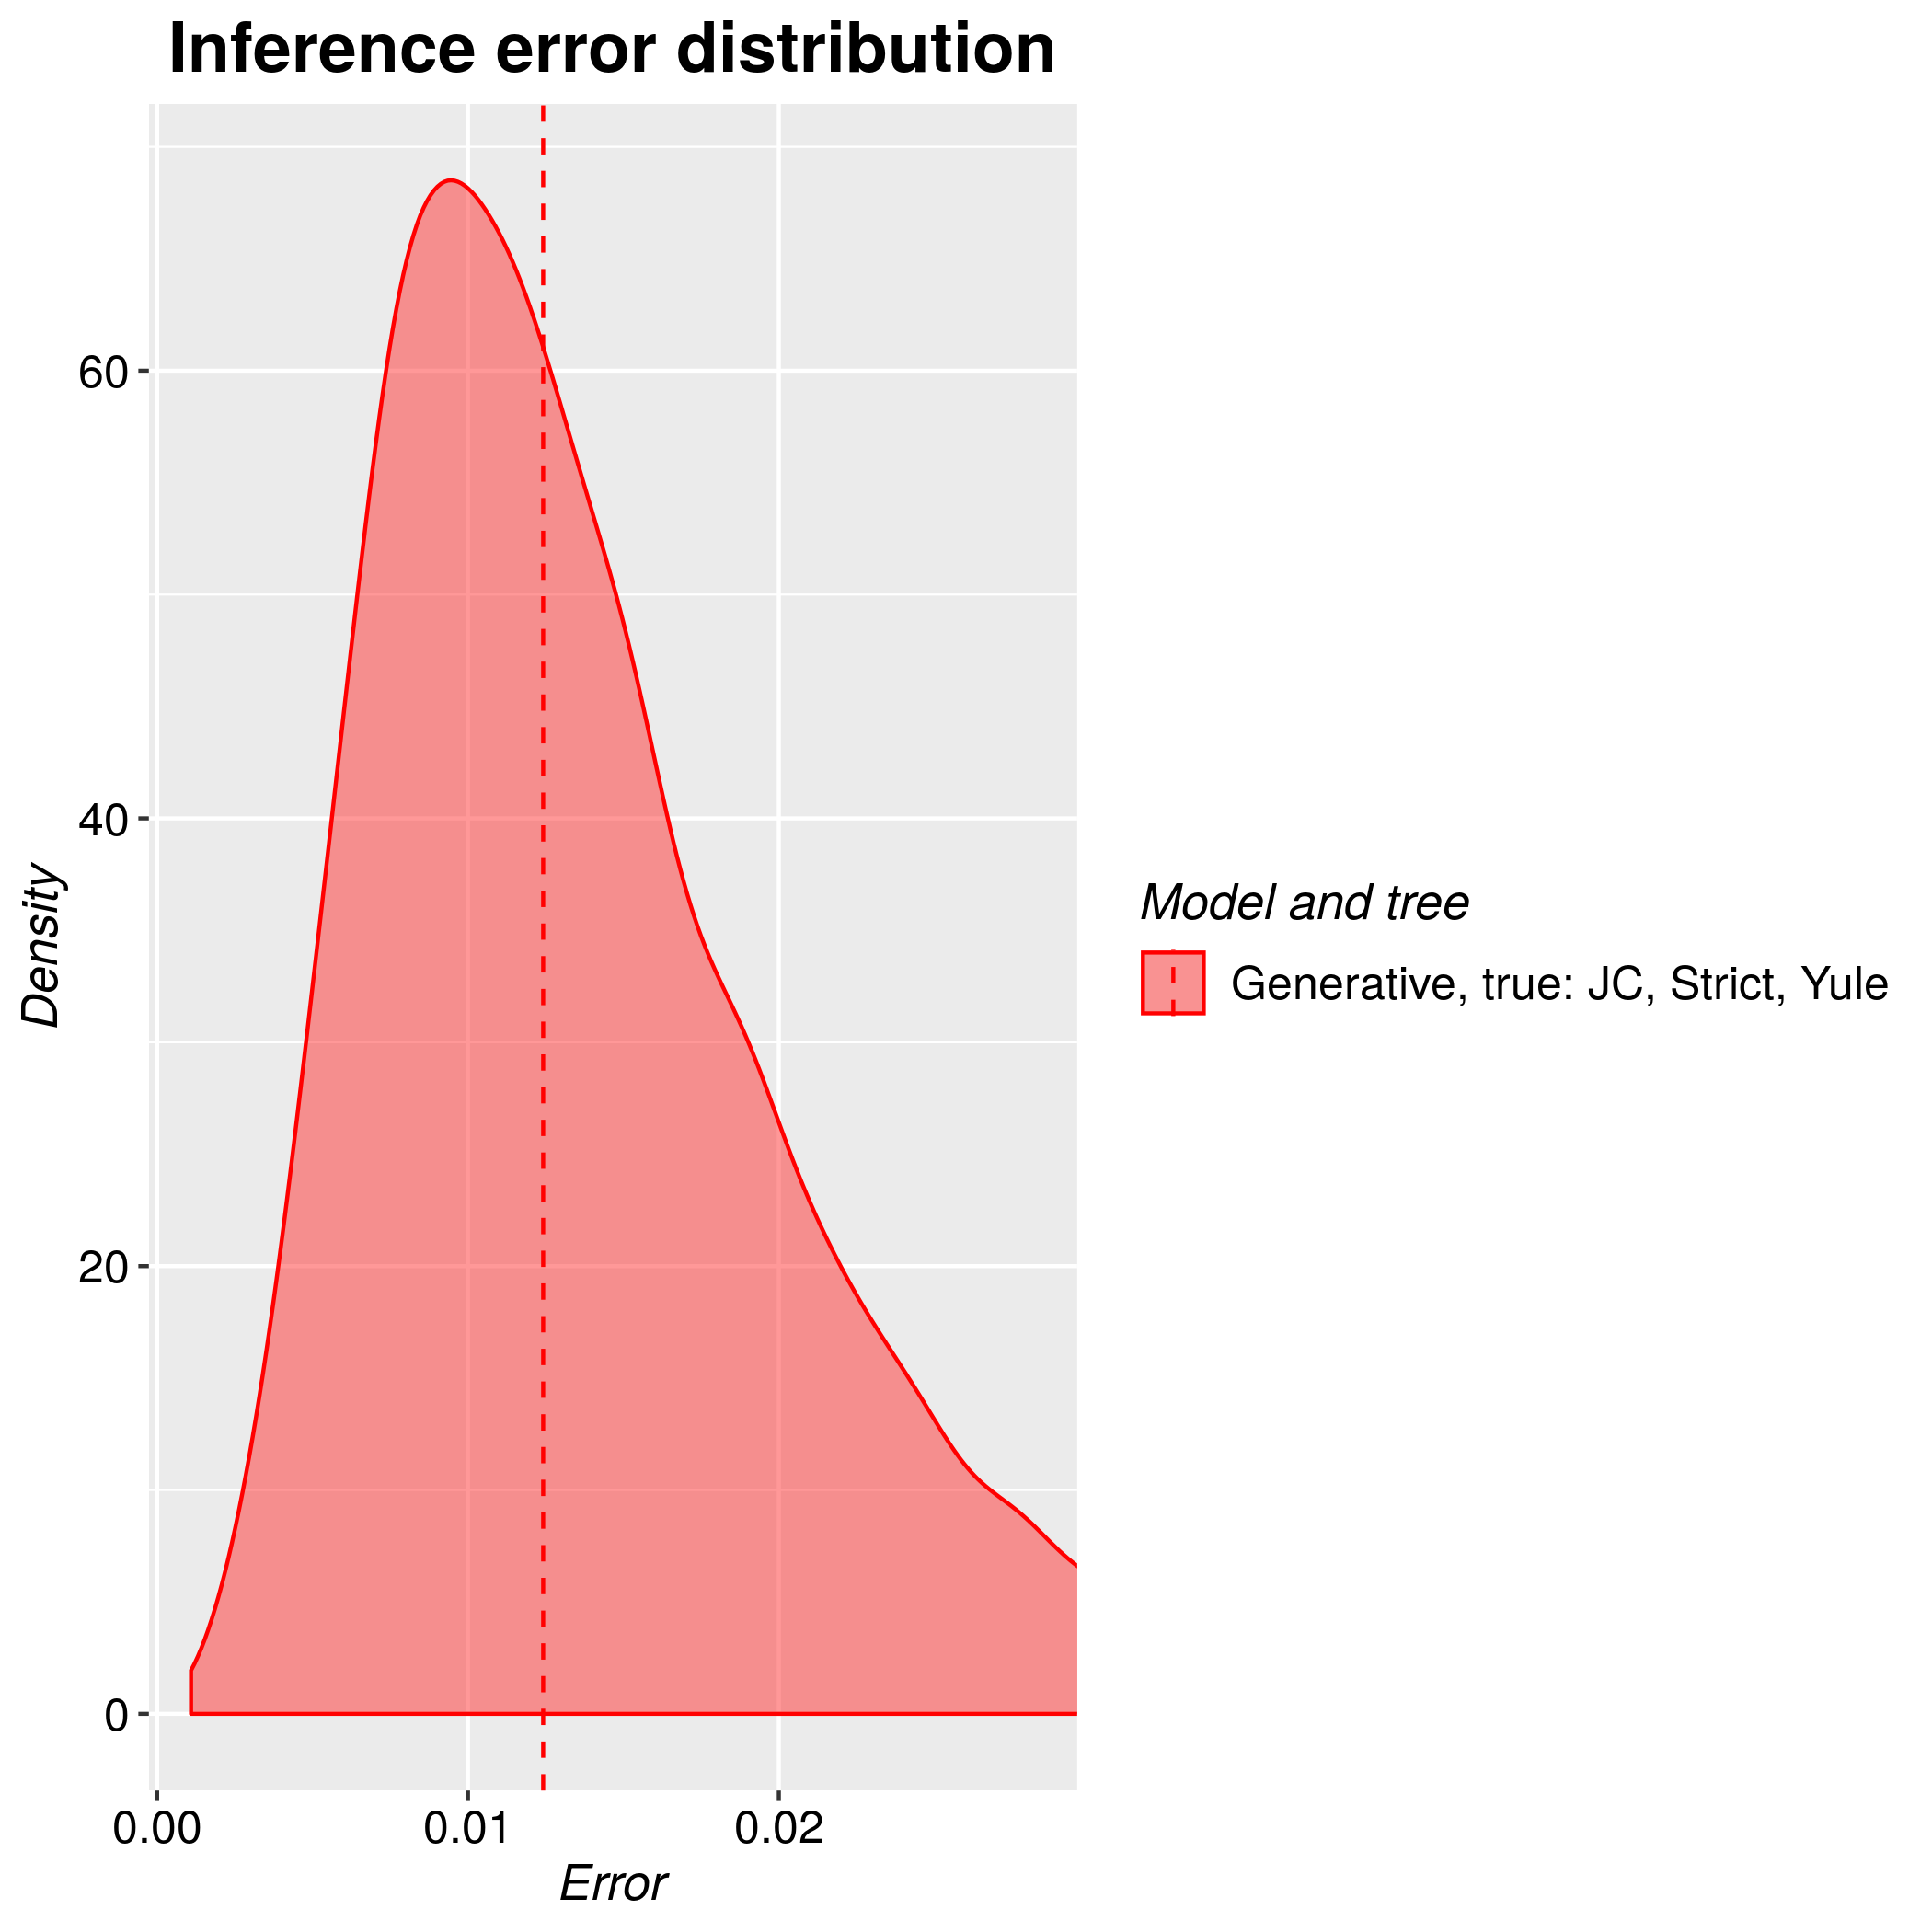 Inference error distribution
60
40
20
0
Density
0.00
0.01
0.02
Error
Model and tree
Generative, true: JC, Strict, Yule